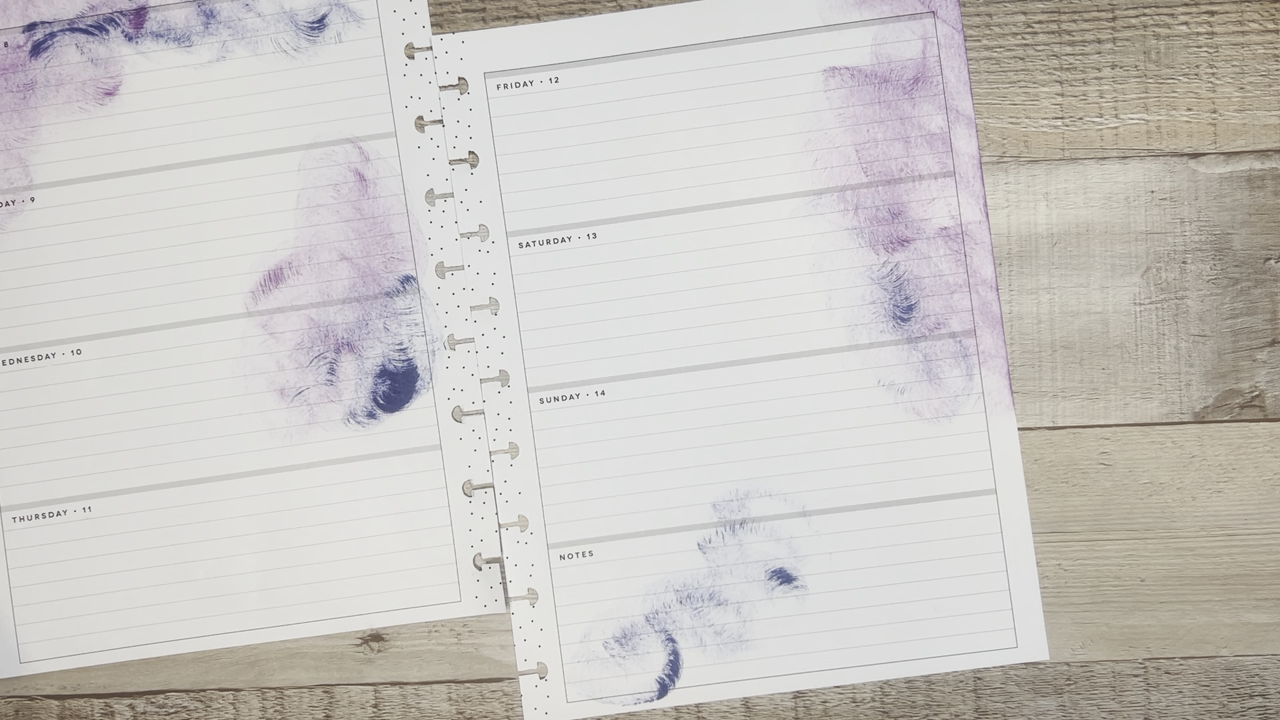 8
DAY · 9
EDNESDAY · 10
THURSDAY · 11
FRIDAY · 12
SATURDAY · 13
SUNDAY · 14
NOTES